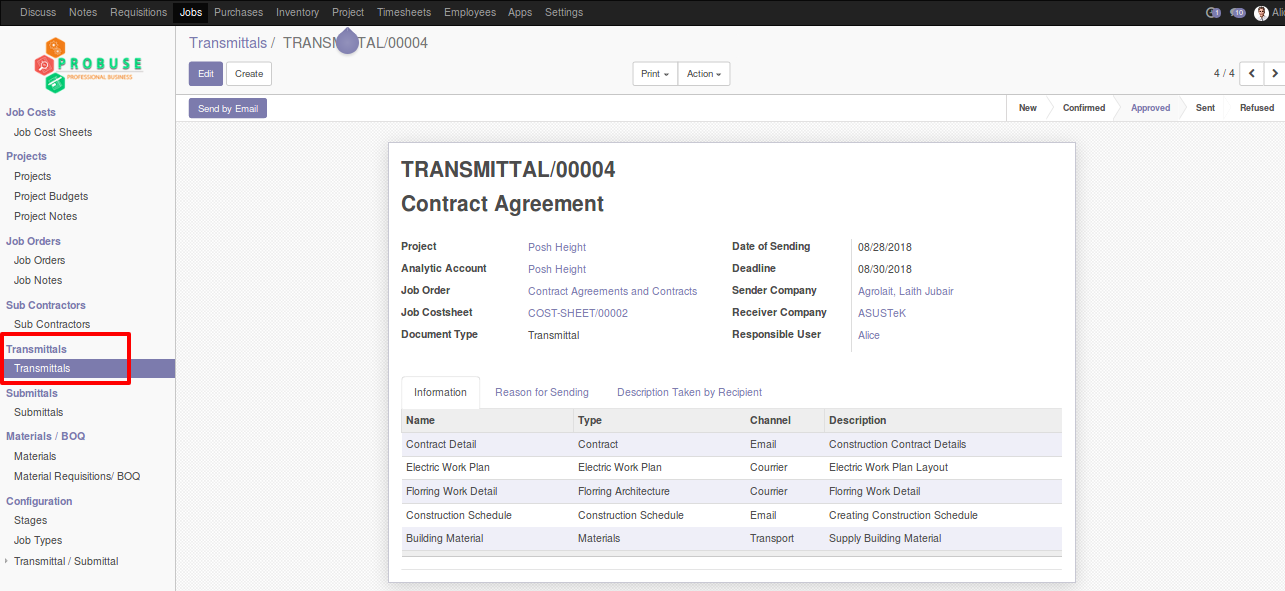 Discuss Notes Requisitions Jobs Purchases Inventory Project Timesheets Employees Apps Settings 1 10
PROBUSE
PROFESSIONAL BUSINESS
Job Costs
Job Cost Sheets
Projects
Projects
Project Budgets
Project Notes
Job Orders
Job Orders
Job Notes
Sub Contractors
Sub Contractors
Transmittals
Transmittals
Submittals
Submittals
Materials / BOQ
Materials
Material Requisitions/ BOQ
Configuration
Stages
Job Types
Transmittal / Submittal
Transmittals / TRANSMITTAL/00004
Edit Create Print Action 4 / 4
Send by Email New Confirmed Approved Sent Refused
TRANSMITTAL/00004
Contract Agreement
Project Posh Height Date of Sending 08/28/2018
Analytic Account Posh Height Deadline 08/30/2018
Job Order Contract Agreements and Contracts Sender Company Agrolait, Laith Jubair
Job Costsheet COST-SHEET/00002 Receiver Company ASUSTeK
Document Type Transmittal Responsible User Alice
Information Reason for Sending Description Taken by Recipient
Name Type Channel Description
Contract Detail Contract Email Construction Contract Details
Electric Work Plan Electric Work Plan Courrier Electric Work Plan Layout
Florring Work Detail Florring Architecture Courrier Florring Work Detail
Construction Schedule Construction Schedule Email Creating Construction Schedule
Building Material Materials Transport Supply Building Material